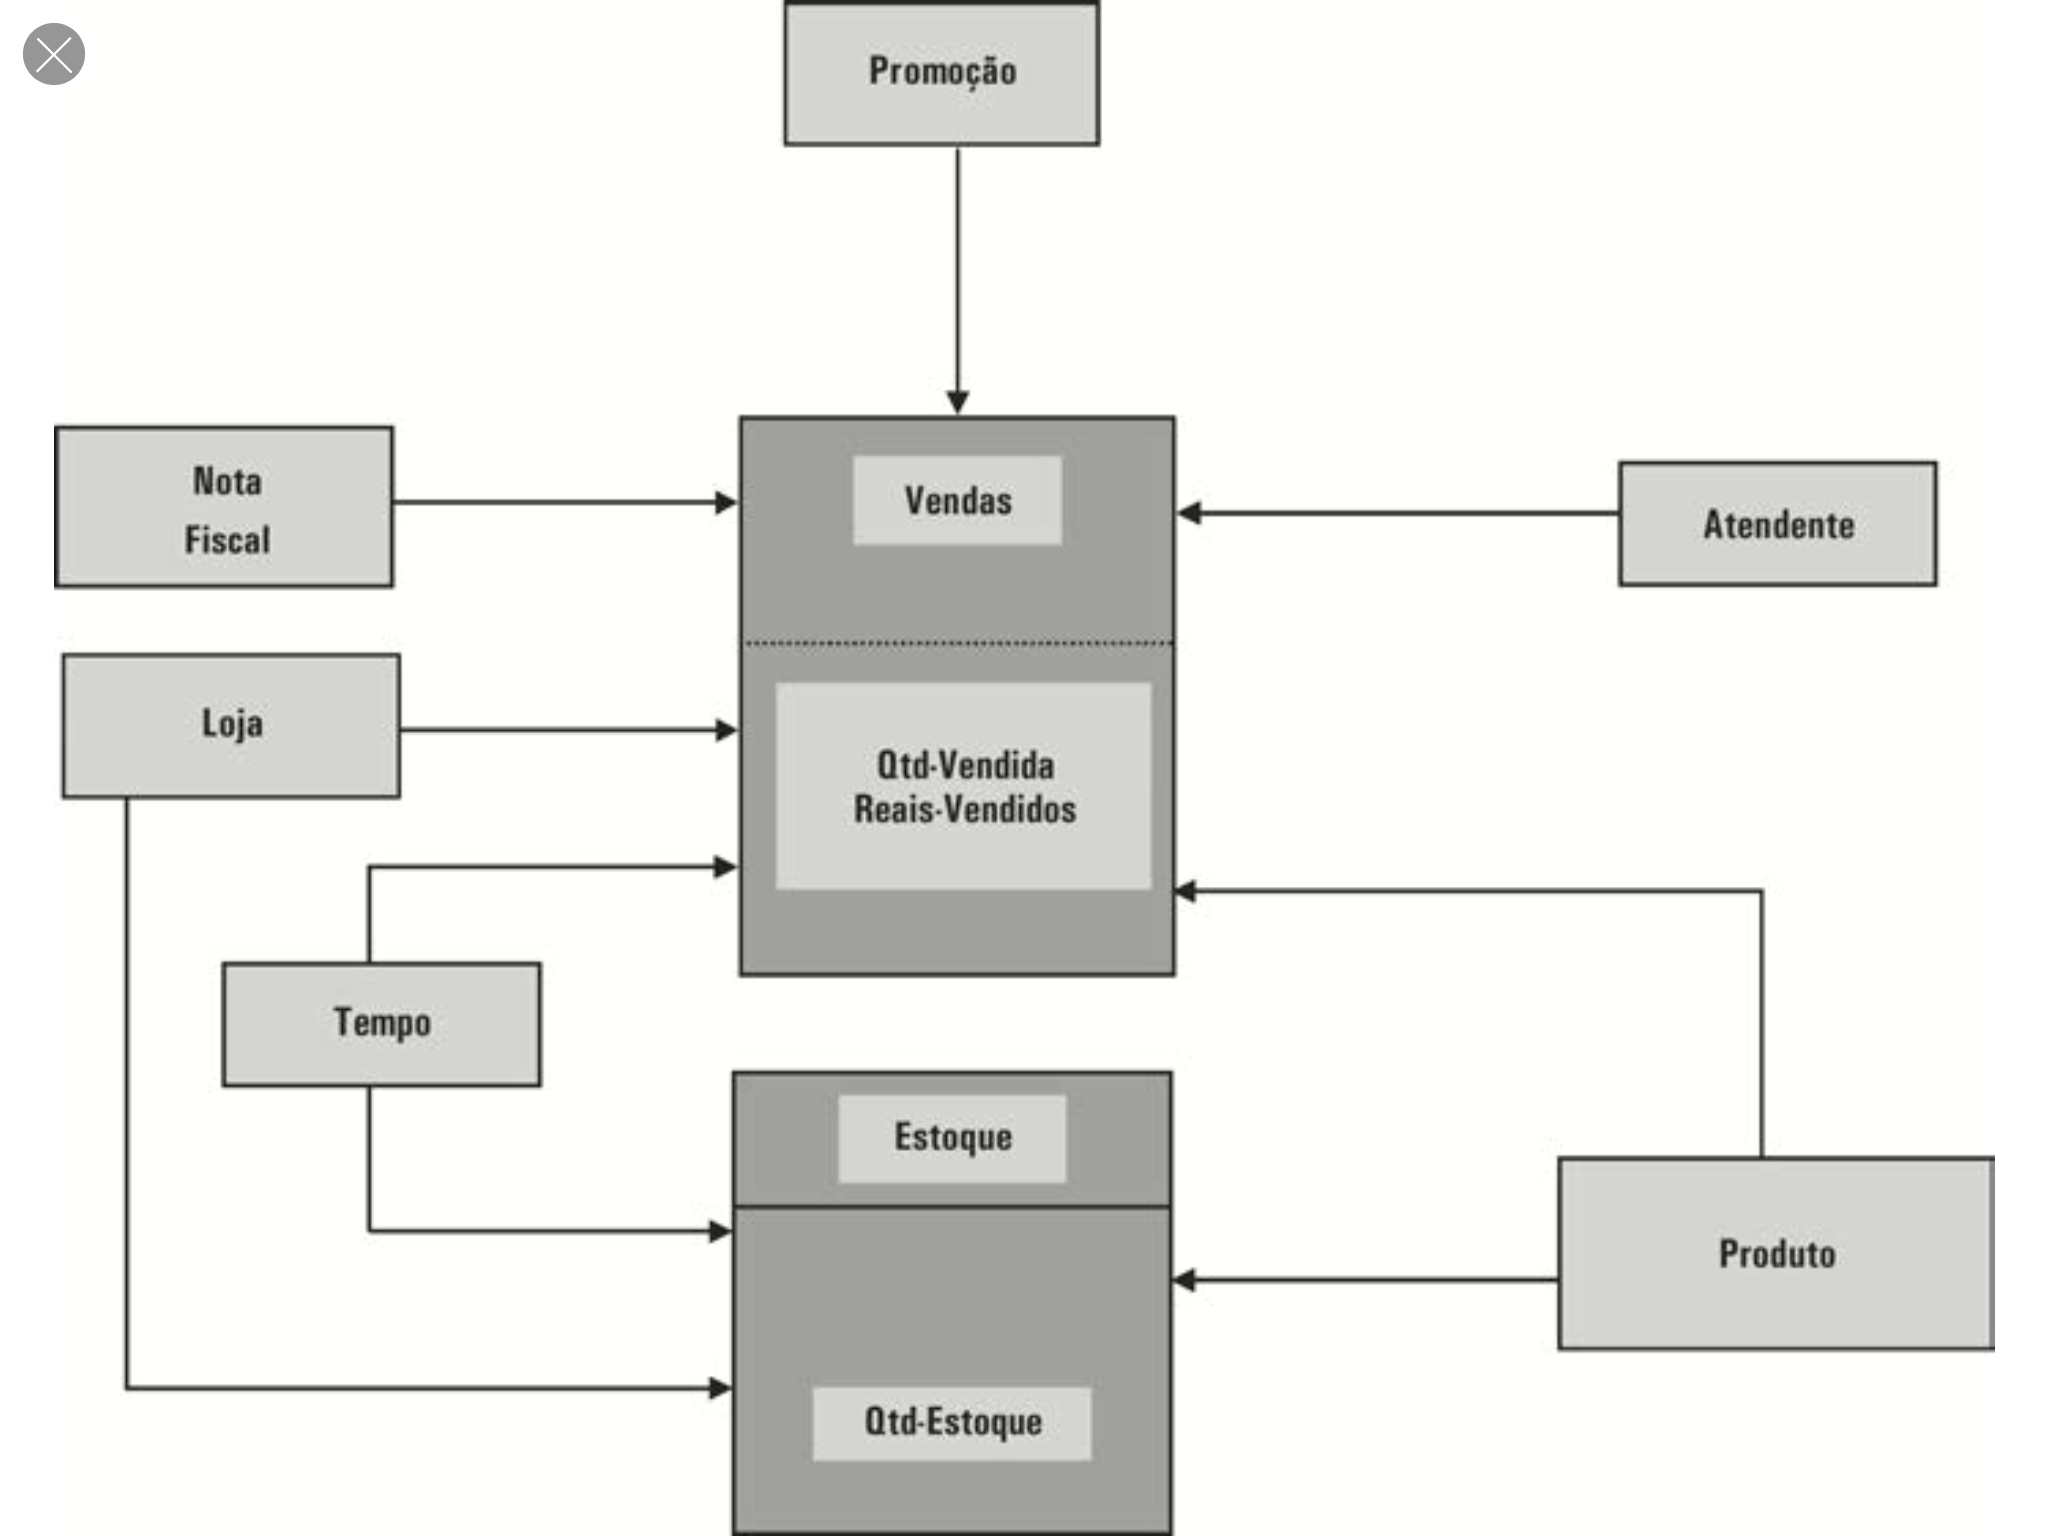 Promoção
Nota
Fiscal
Vendas
Atendente
Loja
Qtd-Vendida
Reais-Vendidos
Tempo
Estoque
Produto
Qtd-Estoque